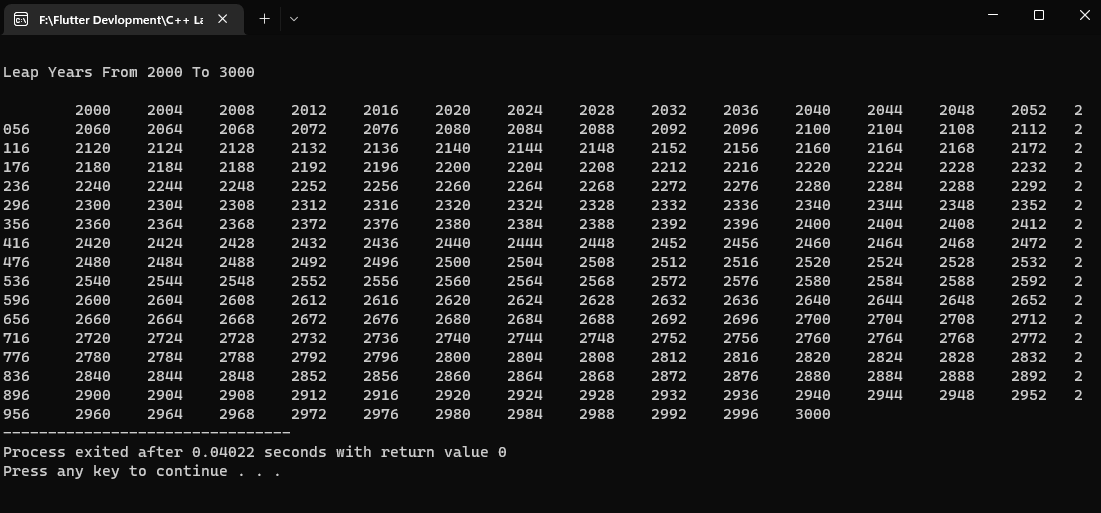 F:\Flutter Devlopment\C++ La
Leap Years From 2000 To 3000
2000 2004 2008 2012 2016 2020 2024 2028 2032 2036 2040 2044 2048 2052 2
056 2060 2064 2068 2072 2076 2080 2084 2088 2092 2096 2100 2104 2108 2112 2
116 2120 2124 2128 2132 2136 2140 2144 2148 2152 2156 2160 2164 2168 2172 2
176 2180 2184 2188 2192 2196 2200 2204 2208 2212 2216 2220 2224 2228 2232 2
236 2240 2244 2248 2252 2256 2260 2264 2268 2272 2276 2280 2284 2288 2292 2
296 2300 2304 2308 2312 2316 2320 2324 2328 2332 2336 2340 2344 2348 2352 2
356 2360 2364 2368 2372 2376 2380 2384 2388 2392 2396 2400 2404 2408 2412 2
416 2420 2424 2428 2432 2436 2440 2444 2448 2452 2456 2460 2464 2468 2472 2
476 2480 2484 2488 2492 2496 2500 2504 2508 2512 2516 2520 2524 2528 2532 2
536 2540 2544 2548 2552 2556 2560 2564 2568 2572 2576 2580 2584 2588 2592 2
596 2600 2604 2608 2612 2616 2620 2624 2628 2632 2636 2640 2644 2648 2652 2
656 2660 2664 2668 2672 2676 2680 2684 2688 2692 2696 2700 2704 2708 2712 2
716 2720 2724 2728 2732 2736 2740 2744 2748 2752 2756 2760 2764 2768 2772 2
776 2780 2784 2788 2792 2796 2800 2804 2808 2812 2816 2820 2824 2828 2832 2
836 2840 2844 2848 2852 2856 2860 2864 2868 2872 2876 2880 2884 2888 2892 2
896 2900 2904 2908 2912 2916 2920 2924 2928 2932 2936 2940 2944 2948 2952 2
956 2960 2964 2968 2972 2976 2980 2984 2988 2992 2996 3000
--------------------------------
Process exited after 0.04022 seconds with return value 0
Press any key to continue . . .